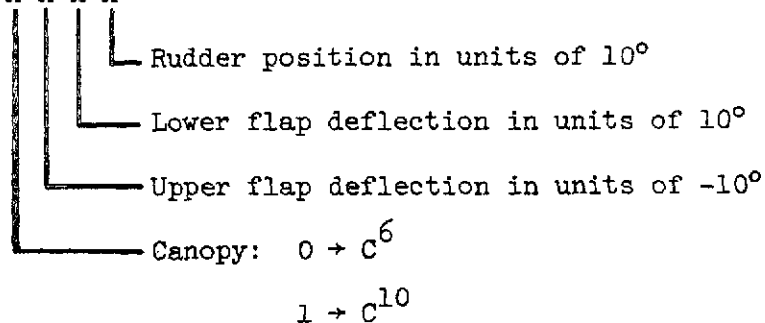 Rudder position in units of 10°
Lower flap deflection in units of 10°
Upper flap deflection in units of -10°
Canopy: 0 → C⁶
1 → C¹⁰